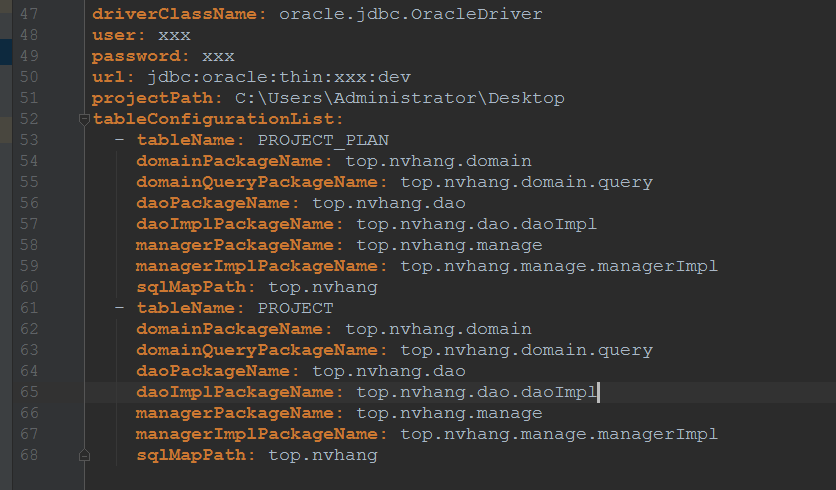 47 driverClassName: oracle.jdbc.OracleDriver
48 user: xxx
49 password: xxx
50 url: jdbc:oracle:thin:xxx:dev
51 projectPath: C:\Users\Administrator\Desktop
52 tableConfigurationList:
53 - tableName: PROJECT_PLAN
54 domainPackageName: top.nvhang.domain
55 domainQueryPackageName: top.nvhang.domain.query
56 daoPackageName: top.nvhang.dao
57 daoImplPackageName: top.nvhang.dao.daoImpl
58 managerPackageName: top.nvhang.manage
59 managerImplPackageName: top.nvhang.manage.managerImpl
60 sqlMapPath: top.nvhang
61 - tableName: PROJECT
62 domainPackageName: top.nvhang.domain
63 domainQueryPackageName: top.nvhang.domain.query
64 daoPackageName: top.nvhang.dao
65 daoImplPackageName: top.nvhang.dao.daoImpl
66 managerPackageName: top.nvhang.manage
67 managerImplPackageName: top.nvhang.manage.managerImpl
68 sqlMapPath: top.nvhang